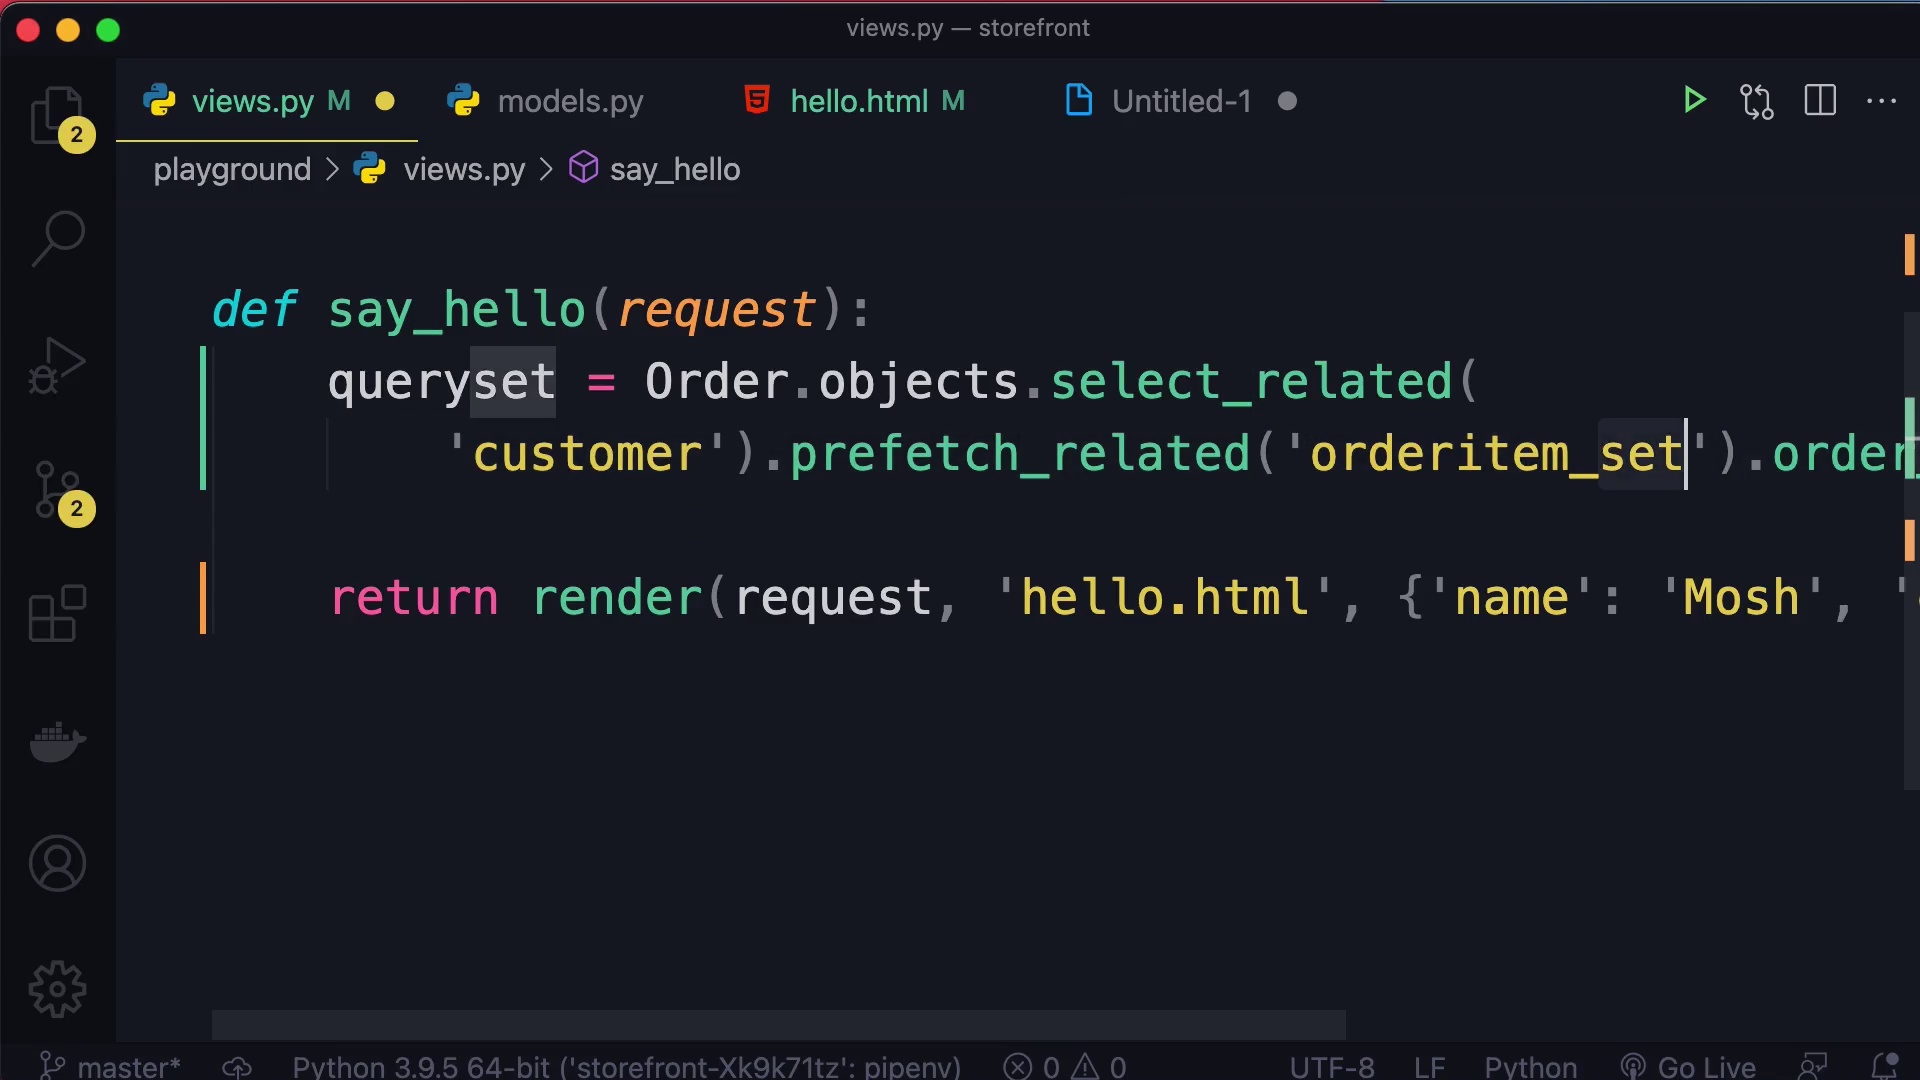 views.py — storefront
views.py M models.py hello.html M Untitled-1
2
playground > views.py > say_hello
def say_hello(request):
queryset = Order.objects.select_related(
'customer').prefetch_related('orderitem_set').order
2
return render(request, 'hello.html', {'name': 'Mosh', '
master* Python 3.9.5 64-bit ('storefront-Xk9k71tz': pipenv) 0 0 UTF-8 LF Python Go Live